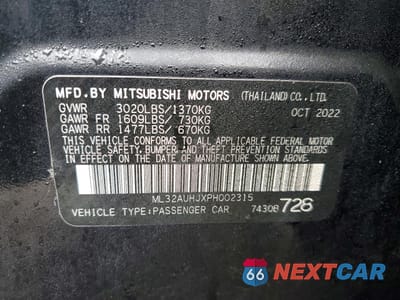 MFD.BY MITSUBISHI MOTORS (THAILAND)CO.,LTD.
GVWR 3020LBS/1370KG OCT 2022
GAWR FR 1609LBS/ 730KG
GAWR RR 1477LBS/ 670KG
THIS VEHICLE CONFORMS TO ALL APPLICABLE
FEDERAL MOTOR VEHICLE
SAFETY,BUMPER AND THEFT PREVENTION
STANDARDS IN EFFECT ON THE DATE OF
MANUFACTURE SHOWN ABOVE.
ML32AUHJXPH002315
VEHICLE TYPE:PASSENGER CAR 7430B 726
66 NEXTCAR